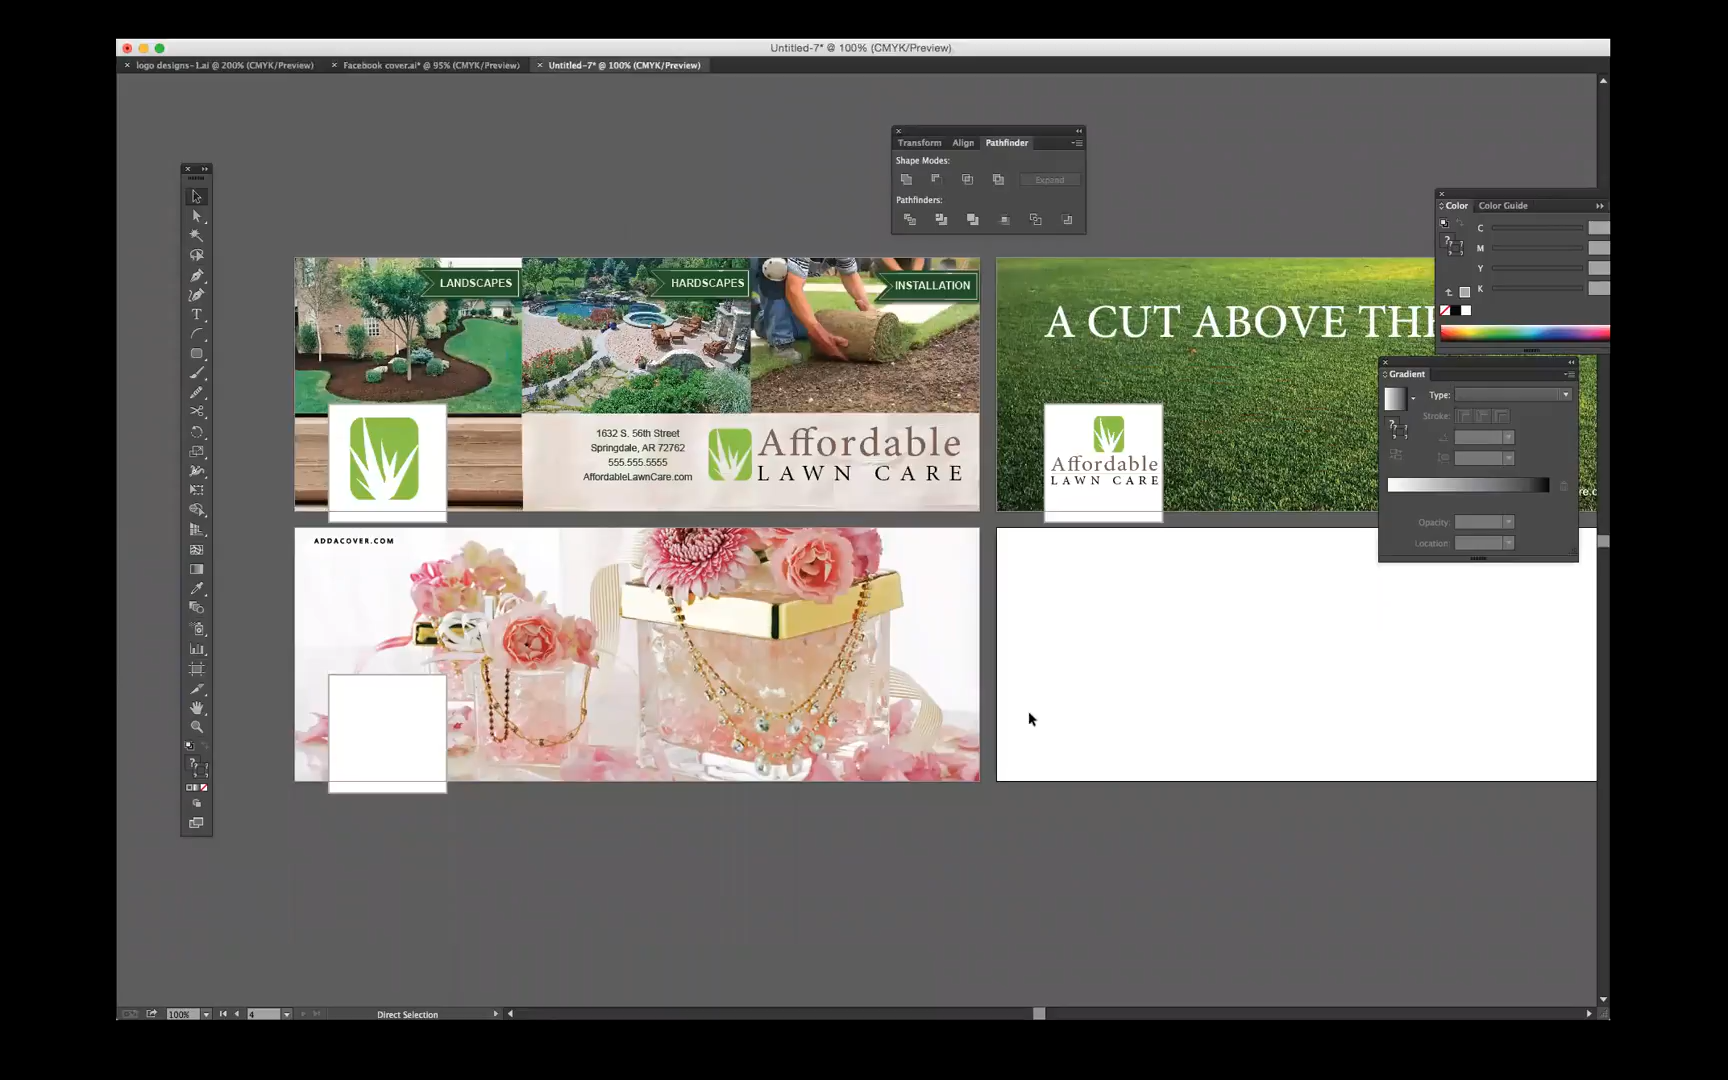 Untitled-7* @ 100% (CMYK/Preview)
logo designs-1.ai @ 200% (CMYK/Preview)
Facebook cover.ai* @ 95% (CMYK/Preview)
Untitled-7* @ 100% (CMYK/Preview)
Transform Align Pathfinder
Shape Modes:
Expand
Pathfinders:
Color Color Guide
C
M
Y
K
Gradient
Type:
Stroke:
Opacity:
Location:
LANDSCAPES
HARDSCAPES
INSTALLATION
1632 S. 56th Street
Springdale, AR 72762
555.555.5555
AffordableLawnCare.com
Affordable
LAWN CARE
A CUT ABOVE THE
Affordable
LAWN CARE
ADDACOVER.COM
100%
4
Direct Selection